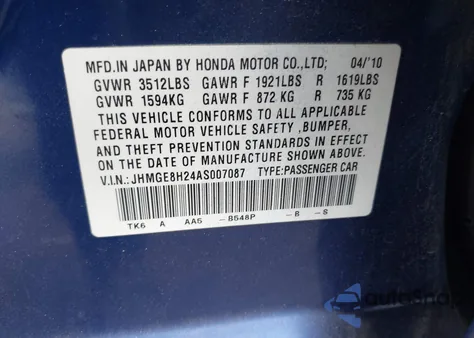 MFD.IN JAPAN BY HONDA MOTOR CO.,LTD; 04/'10
GVWR 3512LBS GAWR F 1921LBS R 1619LBS
GVWR 1594KG GAWR F 872 KG R 735 KG
THIS VEHICLE CONFORMS TO ALL APPLICABLE
FEDERAL MOTOR VEHICLE SAFETY ,BUMPER,
AND THEFT PREVENTION STANDARDS IN
EFFECT ON THE DATE OF MANUFACTURE SHOWN ABOVE.
V.I.N.: JHMGE8H24AS007087 TYPE:PASSENGER CAR
TK6 A AA5 -B548P -B -S